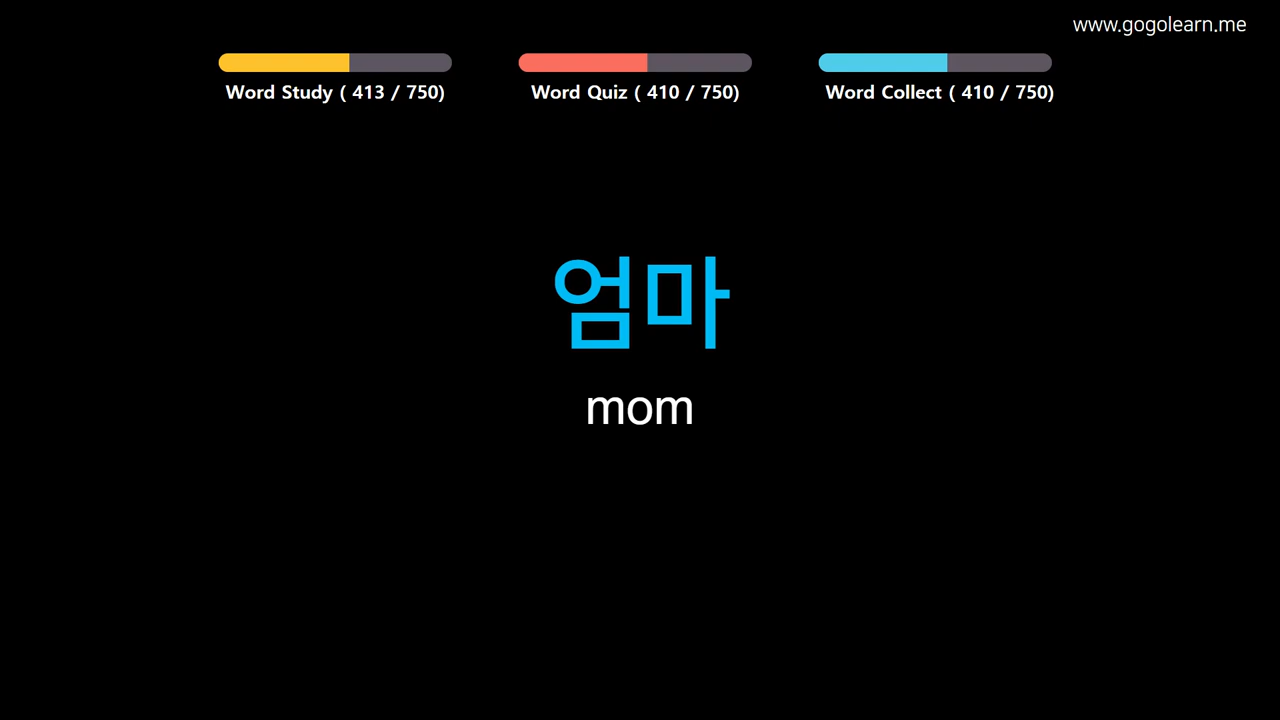 www.gogolearn.me
Word Study ( 413 / 750)
Word Quiz ( 410 / 750)
Word Collect ( 410 / 750)
엄마
mom